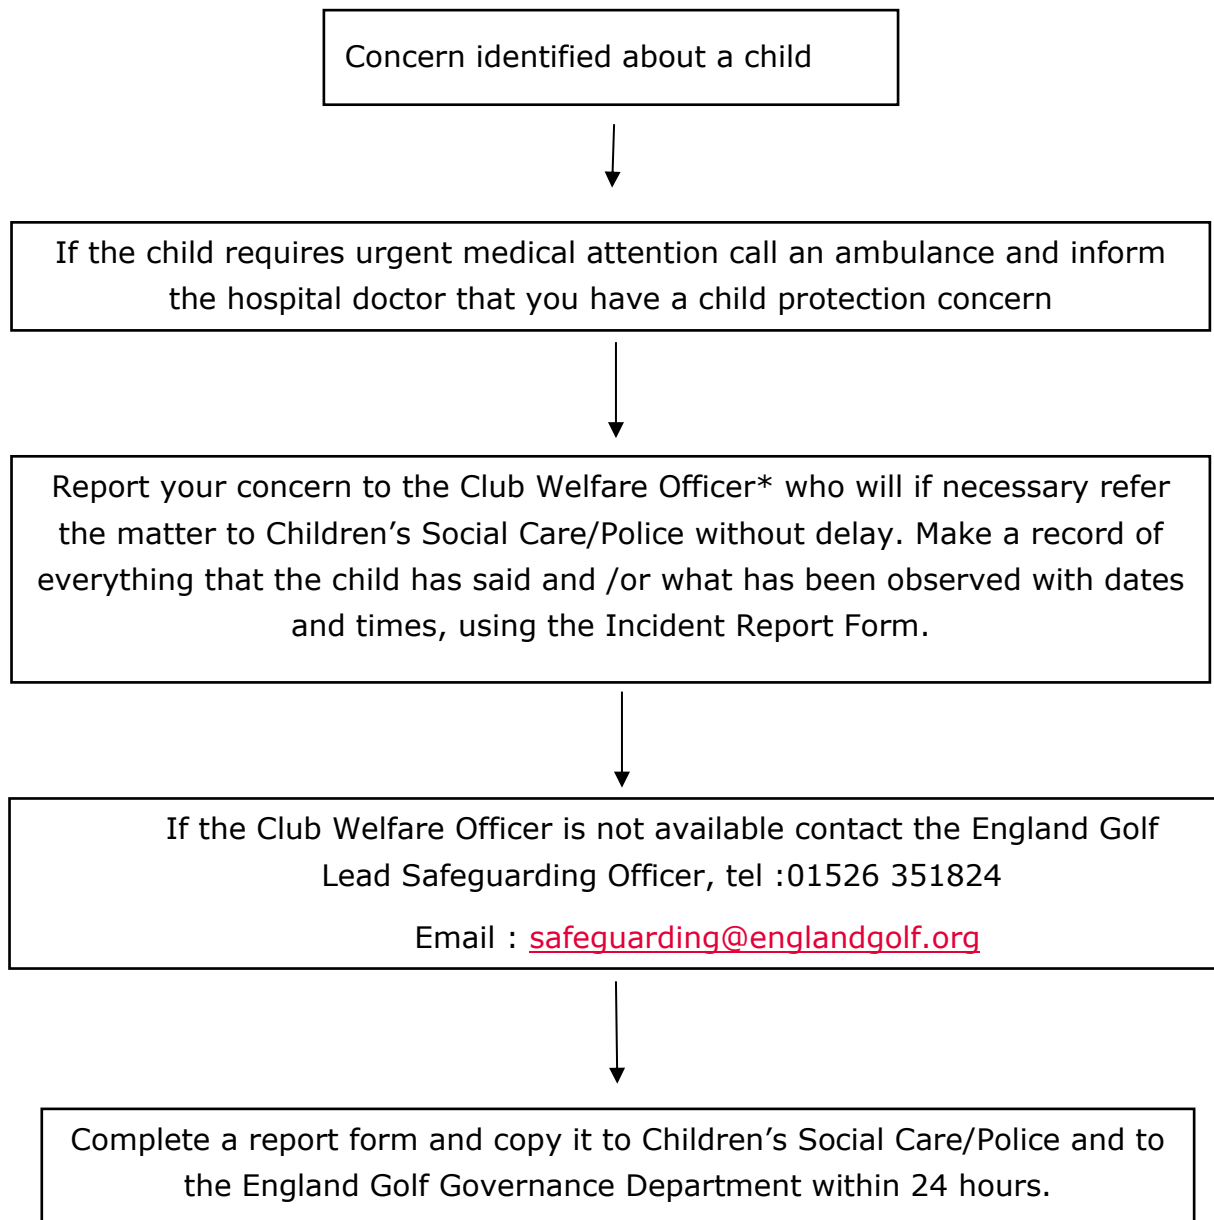 Concern identified about a child
If the child requires urgent medical attention call an ambulance and inform
the hospital doctor that you have a child protection concern
Report your concern to the Club Welfare Officer* who will if necessary refer
the matter to Children’s Social Care/Police without delay. Make a record of
everything that the child has said and /or what has been observed with dates
and times, using the Incident Report Form.
If the Club Welfare Officer is not available contact the England Golf
Lead Safeguarding Officer, tel :01526 351824
Email : safeguarding@englandgolf.org
Complete a report form and copy it to Children’s Social Care/Police and to
the England Golf Governance Department within 24 hours.